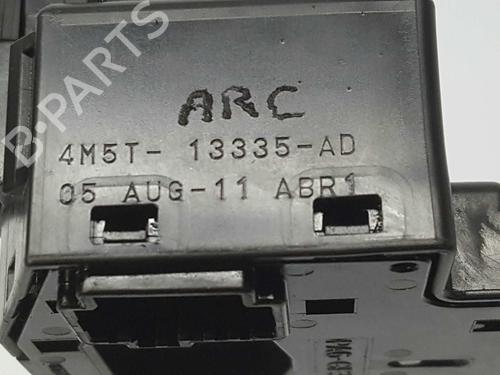 B-PARTS
ARC
4M5T- 13335-AD
05 AUG-11 ABR1